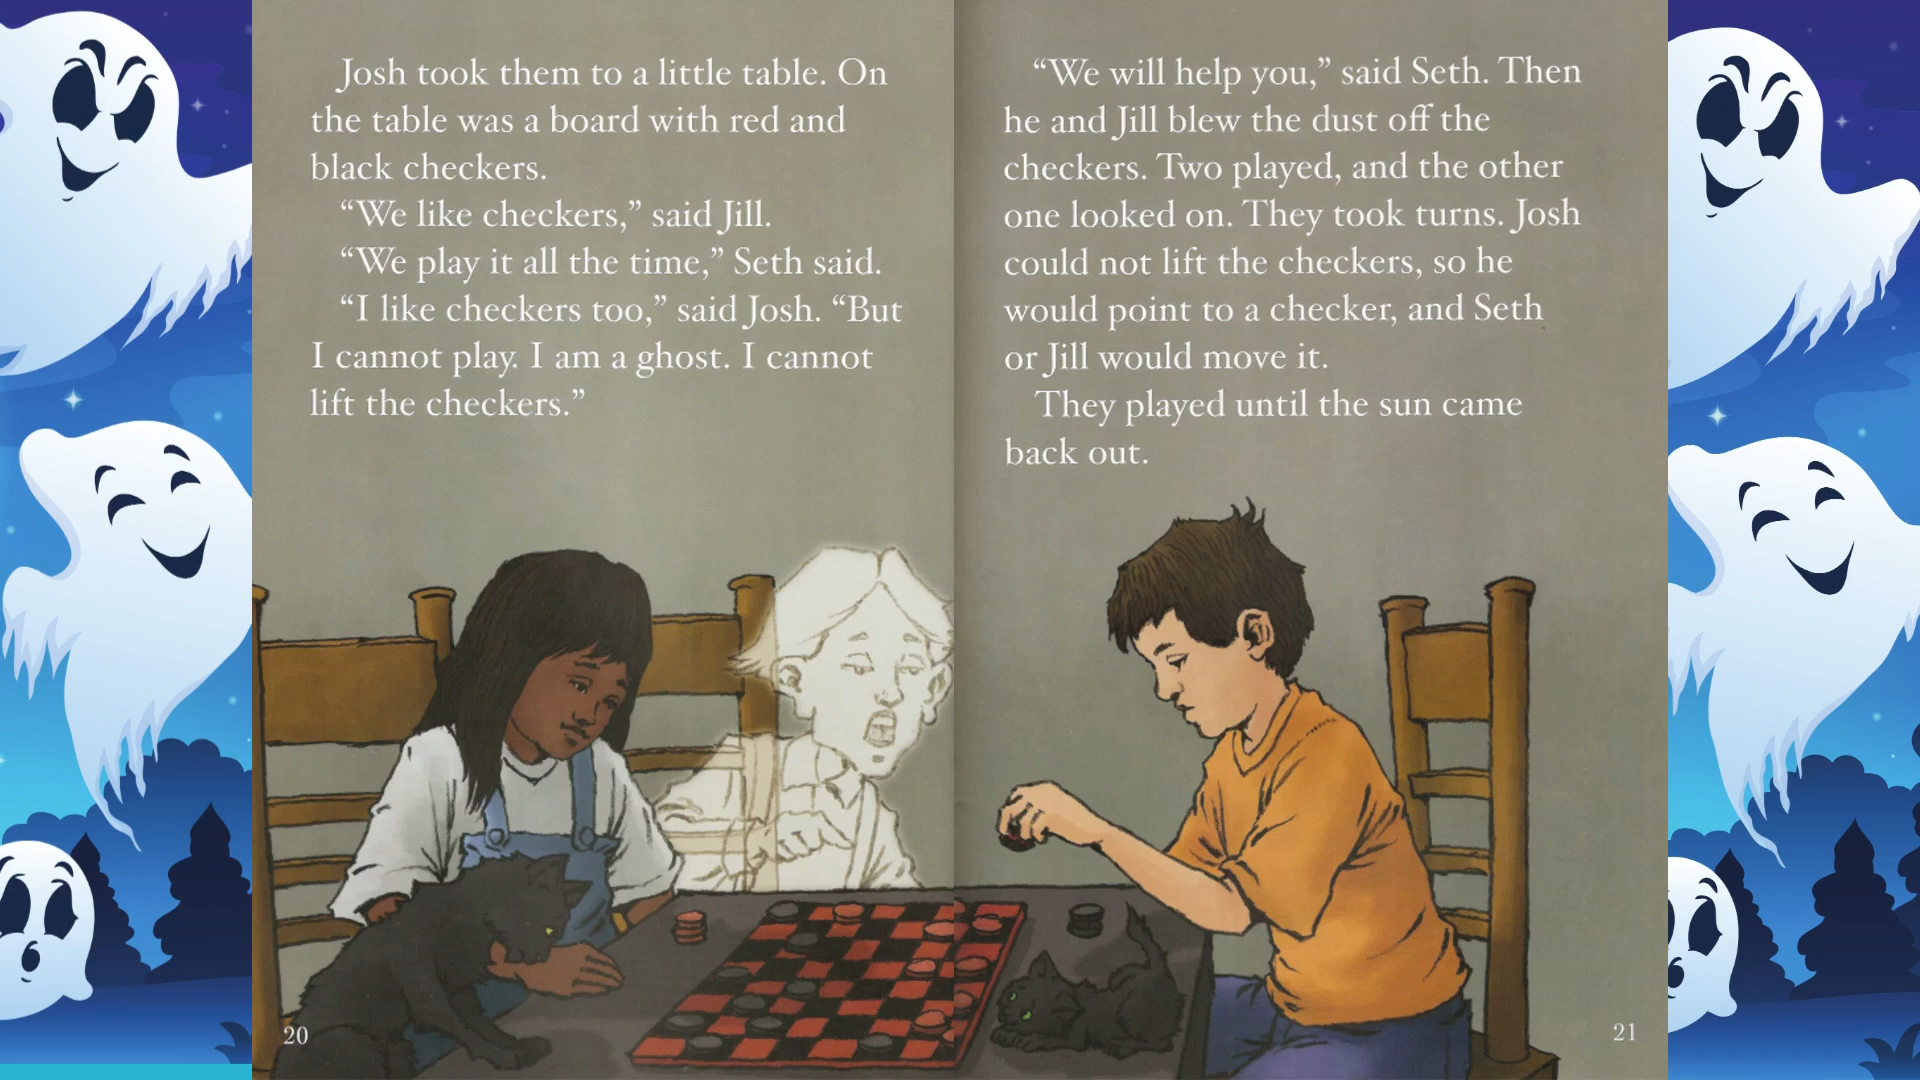 Josh took them to a little table. On
the table was a board with red and
black checkers.
“We like checkers,” said Jill.
“We play it all the time,” Seth said.
“I like checkers too,” said Josh. “But
I cannot play. I am a ghost. I cannot
lift the checkers.”
20
“We will help you,” said Seth. Then
he and Jill blew the dust off the
checkers. Two played, and the other
one looked on. They took turns. Josh
could not lift the checkers, so he
would point to a checker, and Seth
or Jill would move it.
They played until the sun came
back out.
21